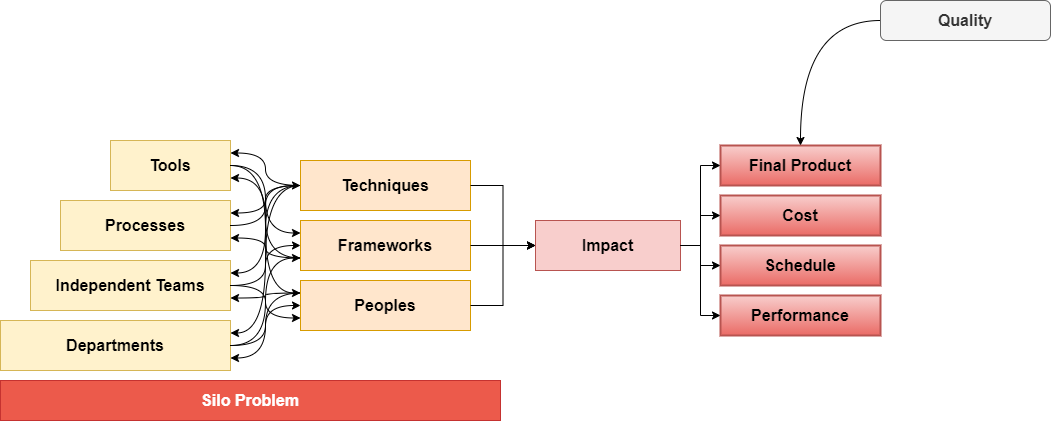 Quality
Tools
Processes
Independent Teams
Departments
Techniques
Frameworks
Peoples
Impact
Final Product
Cost
Schedule
Performance
Silo Problem